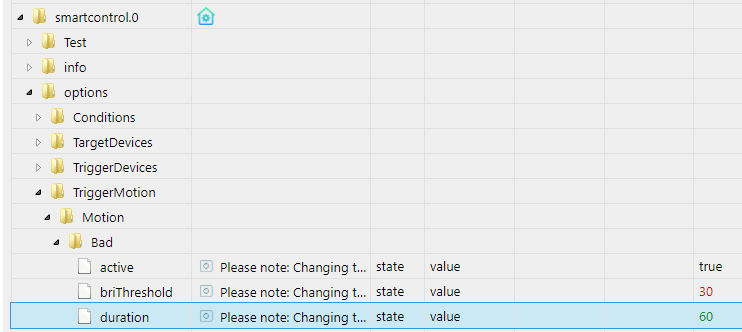 smartcontrol.0
Test
info
options
Conditions
TargetDevices
TriggerDevices
TriggerMotion
Motion
Bad
active Please note: Changing t... state value true
briThreshold Please note: Changing t... state value 30
duration Please note: Changing t... state value 60